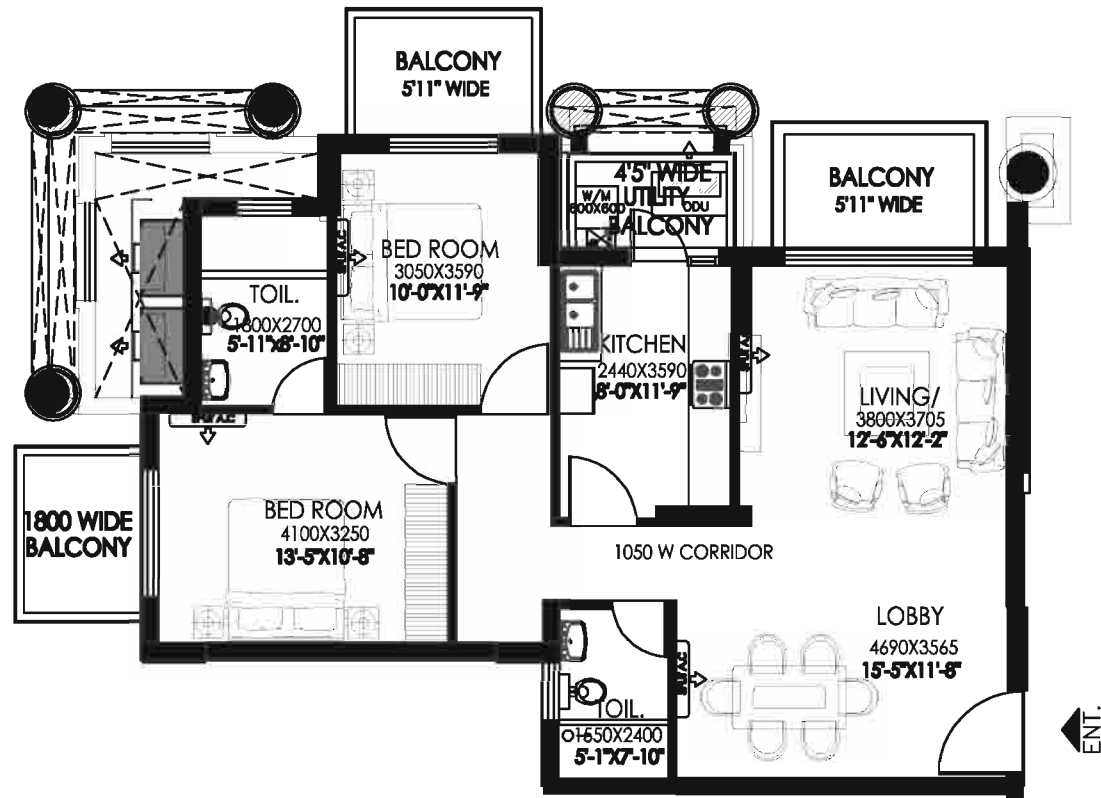 BALCONY
5'11" WIDE
4'5" WIDE
UTILITY
BALCONY
W/M
600X600
ODU
BALCONY
5'11" WIDE
BED ROOM
3050X3590
10'-0"X11'-9"
TOIL.
1800X2700
5'-11"X8'-10"
KITCHEN
2440X3590
8'-0"X11'-9"
LIVING/
3800X3705
12'-6"X12'-2"
1800 WIDE
BALCONY
BED ROOM
4100X3250
13'-5"X10'-8"
1050 W CORRIDOR
LOBBY
4690X3565
15'-5"X11'-8"
TOIL.
1550X2400
5'-1"X7'-10"
ENT.